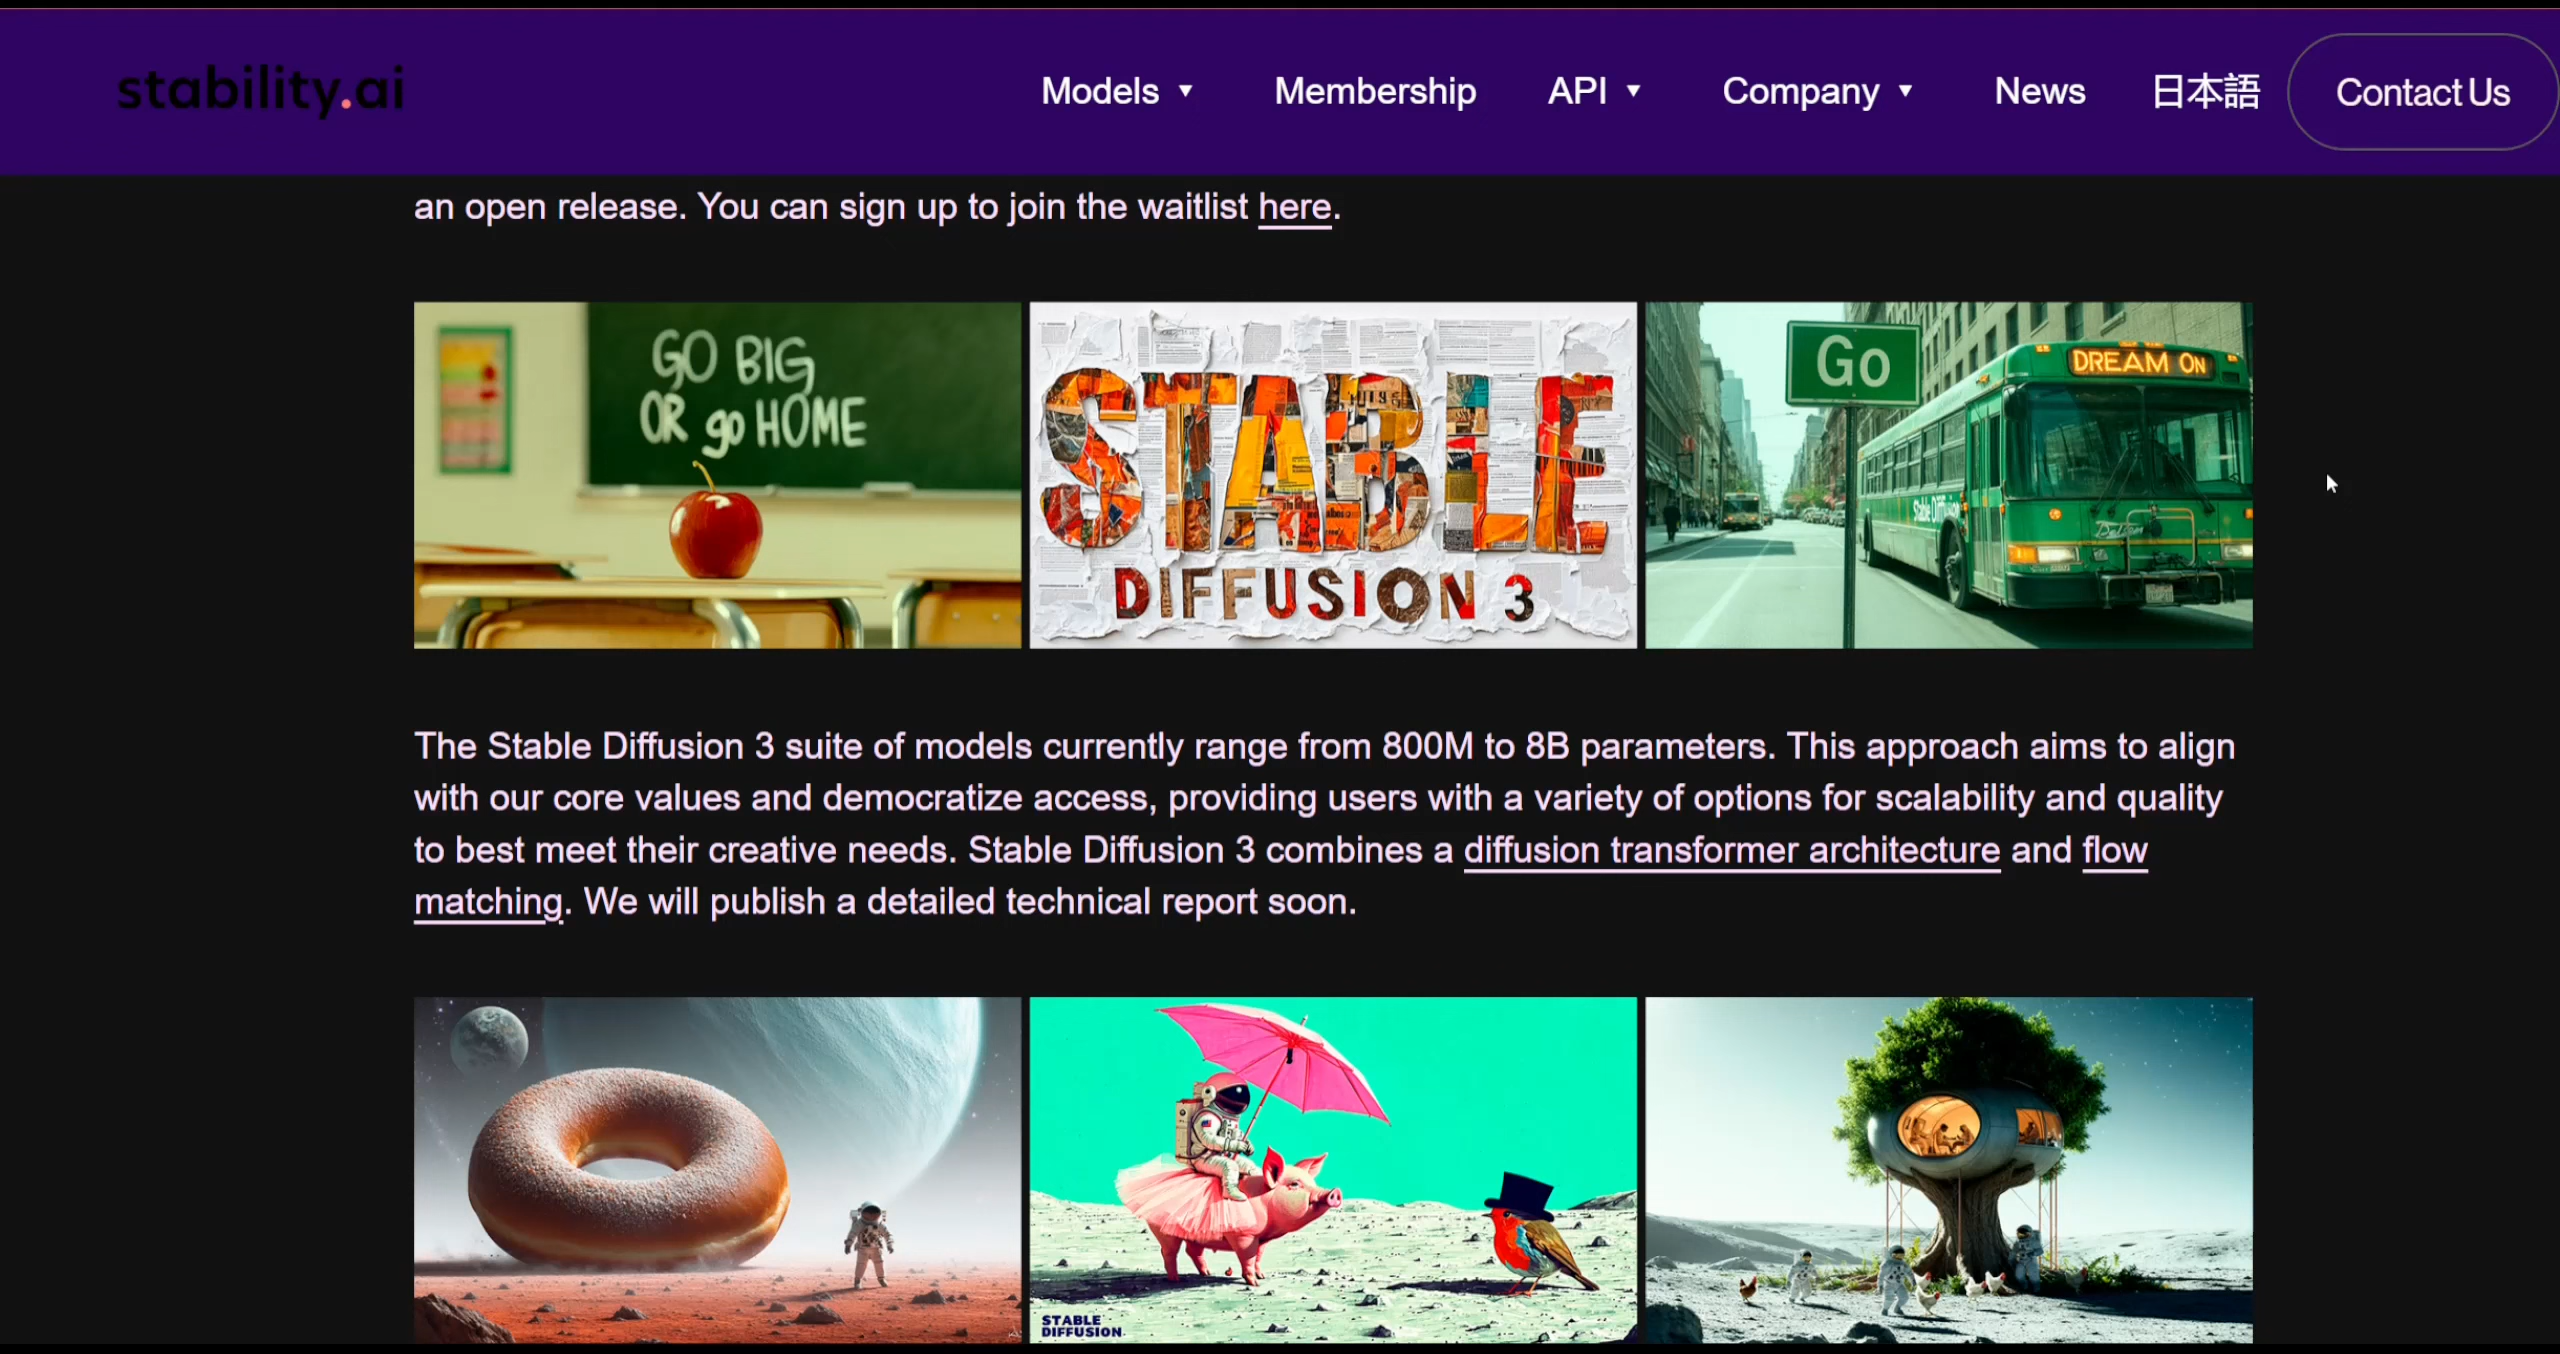 stability.ai
Models ▼ Membership API ▼ Company ▼ News 日本語 Contact Us
an open release. You can sign up to join the waitlist here.
GO BIG
OR go HOME
STABLE
DIFFUSION 3
Go
DREAM ON
Stable Diffusion
The Stable Diffusion 3 suite of models currently range from 800M to 8B parameters. This approach aims to align
with our core values and democratize access, providing users with a variety of options for scalability and quality
to best meet their creative needs. Stable Diffusion 3 combines a diffusion transformer architecture and flow
matching. We will publish a detailed technical report soon.
STABLE
DIFFUSION